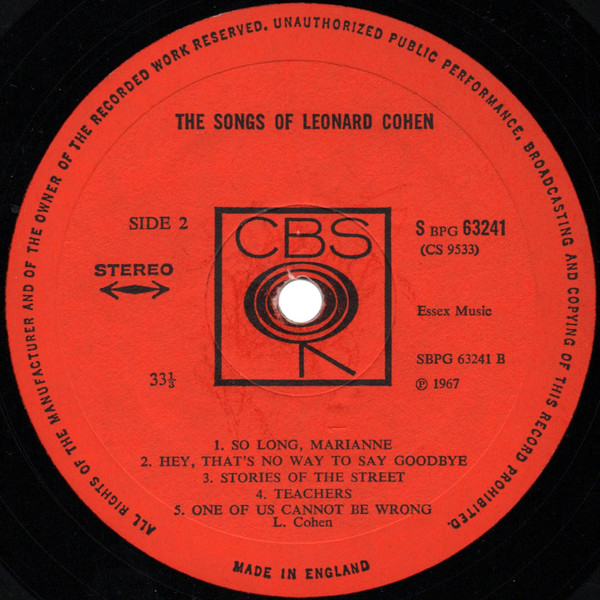 ALL RIGHTS OF THE MANUFACTURER AND OF THE OWNER OF THE RECORDED WORK RESERVED. UNAUTHORIZED PUBLIC PERFORMANCE, BROADCASTING AND COPYING OF THIS RECORD PROHIBITED.
THE SONGS OF LEONARD COHEN
SIDE 2
STEREO
33⅓
CBS
S BPG 63241
(CS 9533)
Essex Music
SBPG 63241 B
℗ 1967
1. SO LONG, MARIANNE
2. HEY, THAT'S NO WAY TO SAY GOODBYE
3. STORIES OF THE STREET
4. TEACHERS
5. ONE OF US CANNOT BE WRONG
L. Cohen
MADE IN ENGLAND